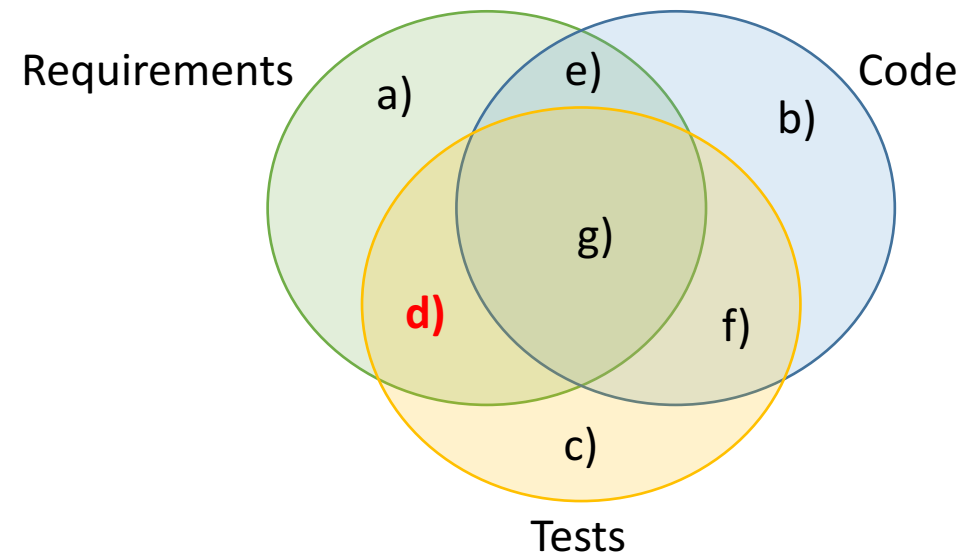 Requirements
a)
e)
Code
b)
g)
d)
f)
c)
Tests